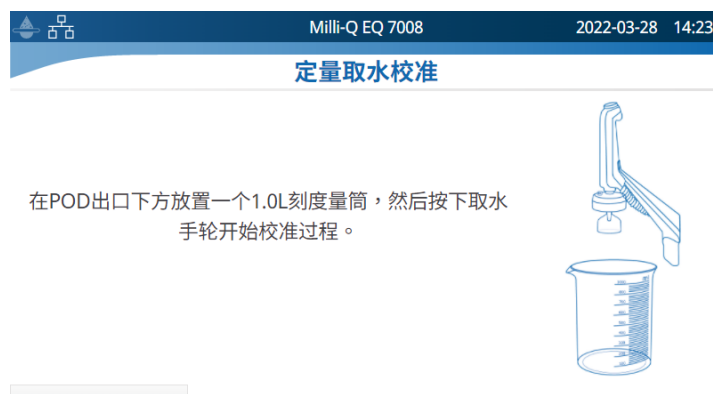 Milli-Q EQ 7008 2022-03-28 14:23
定量取水校准
在POD出口下方放置一个1.0L刻度量筒，然后按下取水
手轮开始校准过程。